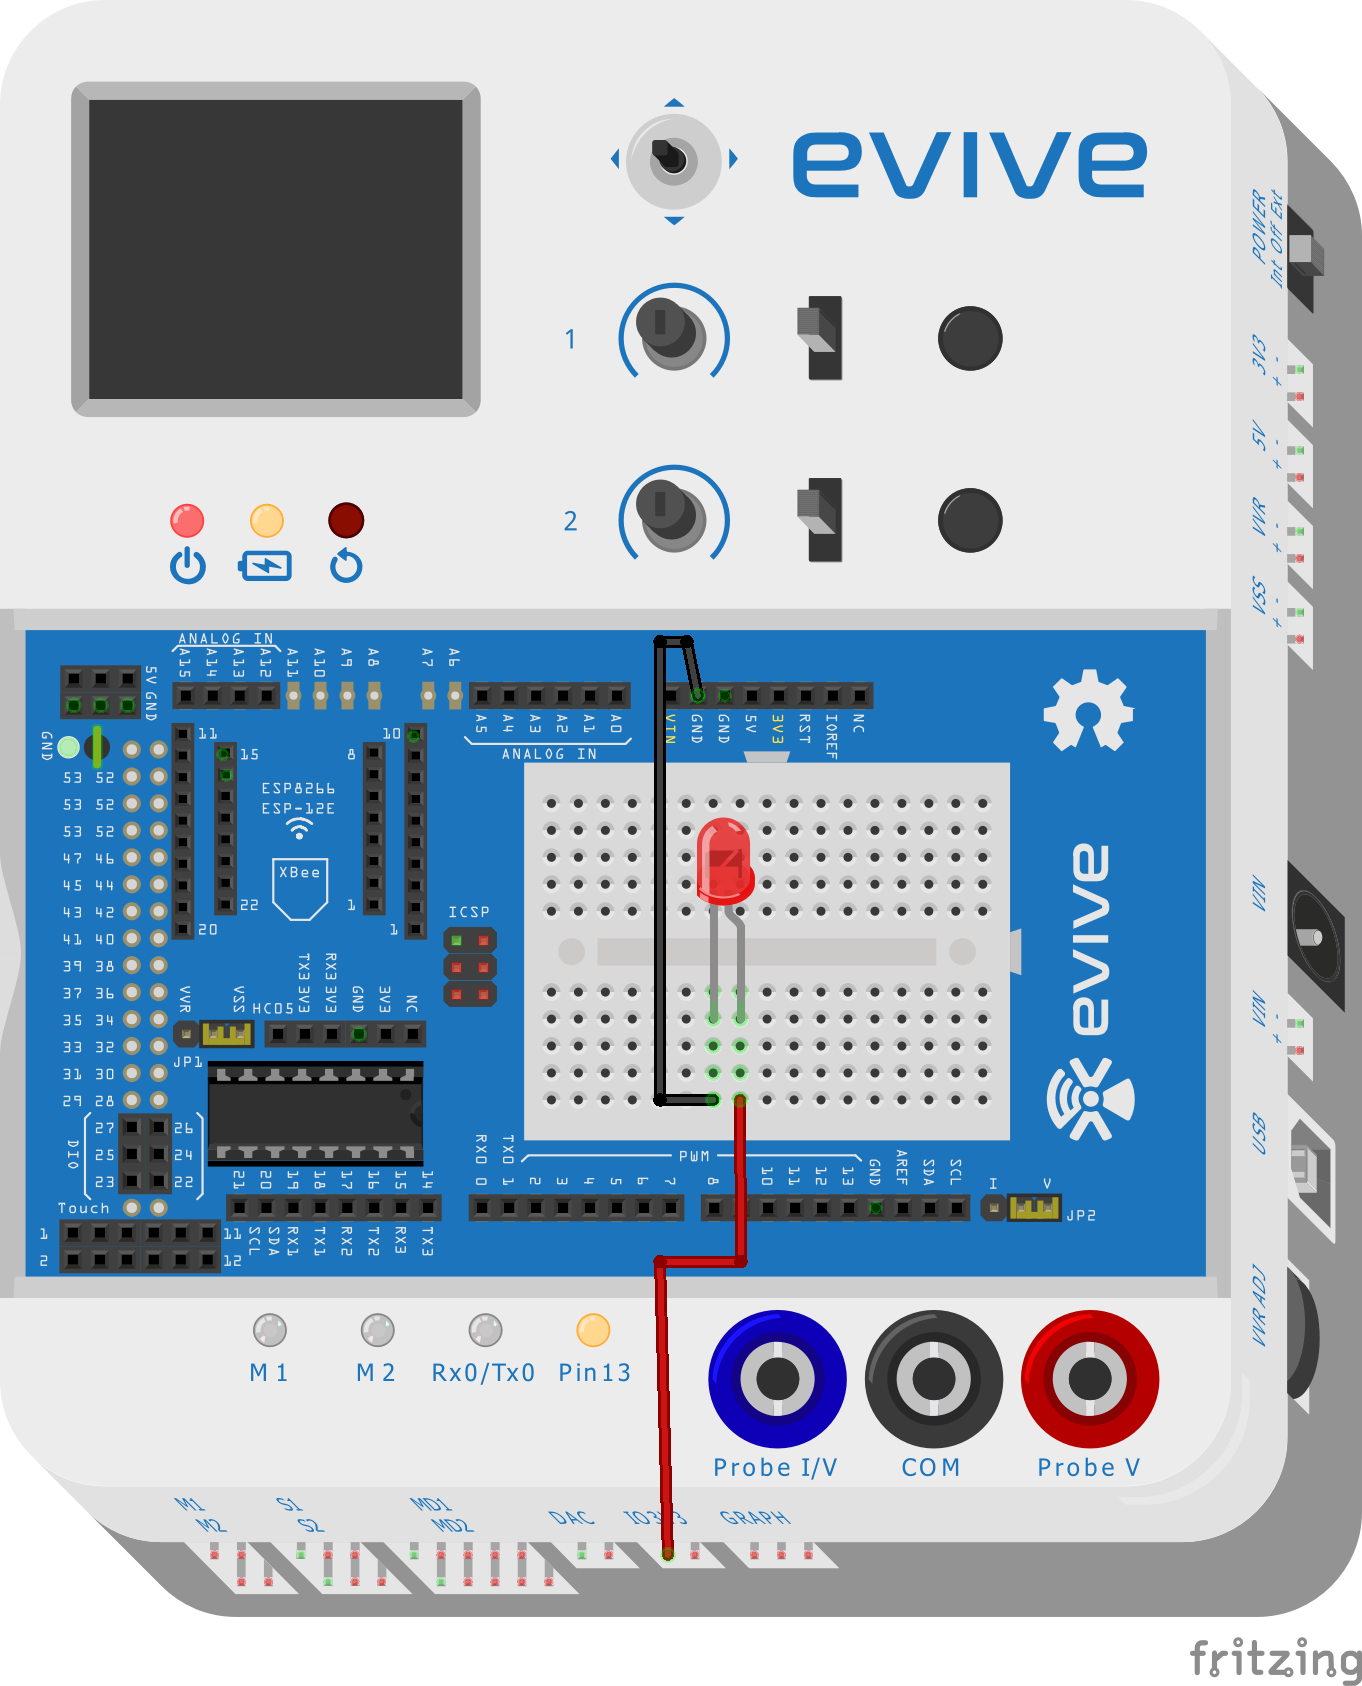 evive
POWER
Int Off Ext
1
3V3
- +
5V
- +
2
VVR
- +
VSS
- +
ANALOG IN
A15 A14 A13 A12 A11 A10 A9 A8 A7 A6
5V GND
A5 A4 A3 A2 A1 A0
VIN GND GND 5V 3V3 RST IOREF NC
ANALOG IN
GND
11
10
15
8
53 52
53 52
53 52
47 46
45 44
43 42
41 40
39 38
37 36
35 34
33 32
31 30
29 28
27 26
25 24
23 22
DIO
ESP8266
ESP-12E
XBee
22
1
20
1
ICSP
evive
VIN
VVR VSS
HC05
TX3 RX3
3V3 3V3 GND 3V3 NC
JP1
VIN
- +
USB
RX0 TX0
PWM
0 1 2 3 4 5 6 7 8 10 11 12 13 GND AREF SDA SCL
I V
JP2
21 20 19 18 17 16 15 14
SCL SDA RX1 TX1 RX2 TX2 RX3 TX3
Touch
1 11
2 12
VVR ADJ
M1
M2
Rx0/Tx0
Pin13
Probe I/V
COM
Probe V
M1
M2
S1
S2
MD1
MD2
DAC
IO3V3
GRAPH
fritzing